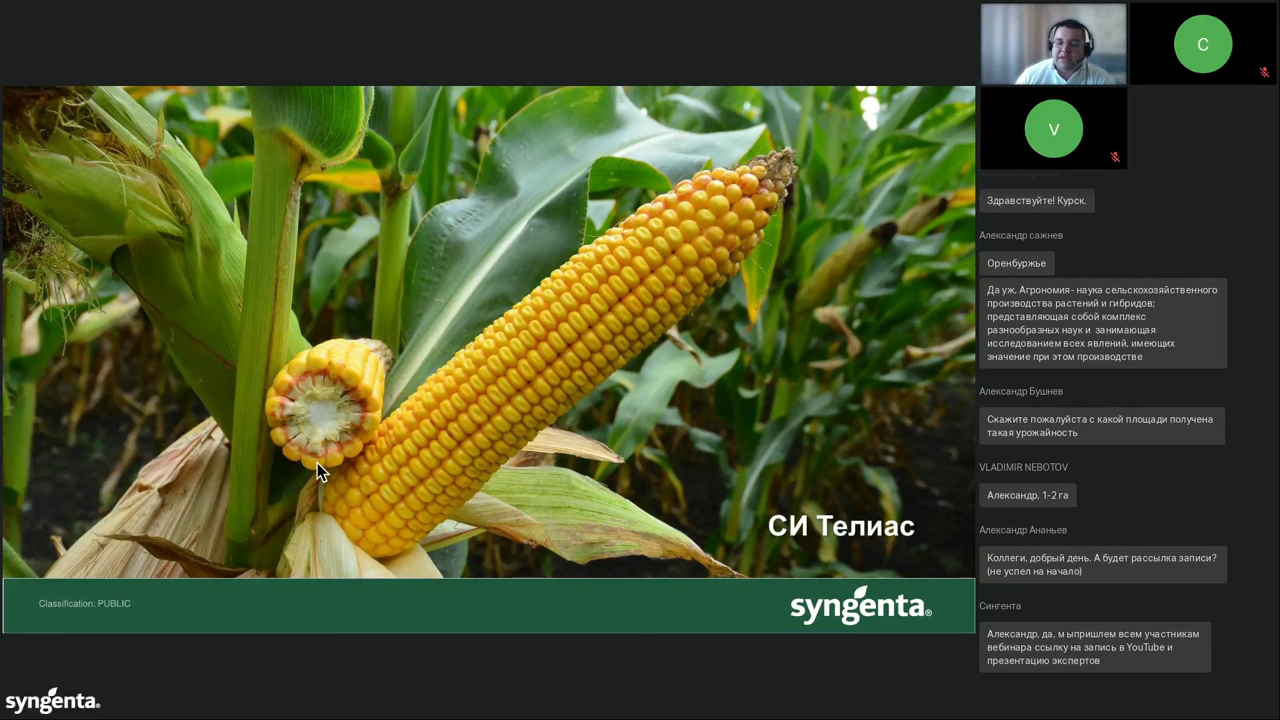 C
V
Здравствуйте! Курск.
Александр сажнев
Оренбуржье
Да уж, Агрономия- наука сельскохозяйственного
производства растений и гибридов;
представляющая собой комплекс
разнообразных наук и занимающая
исследованием всех явлений, имеющих
значение при этом производстве
Александр Бушнев
Скажите пожалуйста с какой площади получена
такая урожайность
VLADIMIR NEBOTOV
Александр, 1-2 га
Александр Ананьев
Коллеги, добрый день. А будет рассылка записи?
(не успел на начало)
Сингента
Александр, да, м ыпришлем всем участникам
вебинара ссылку на запись в YouTube и
презентацию экспертов
СИ Телиас
Classification: PUBLIC
syngenta®
syngenta.